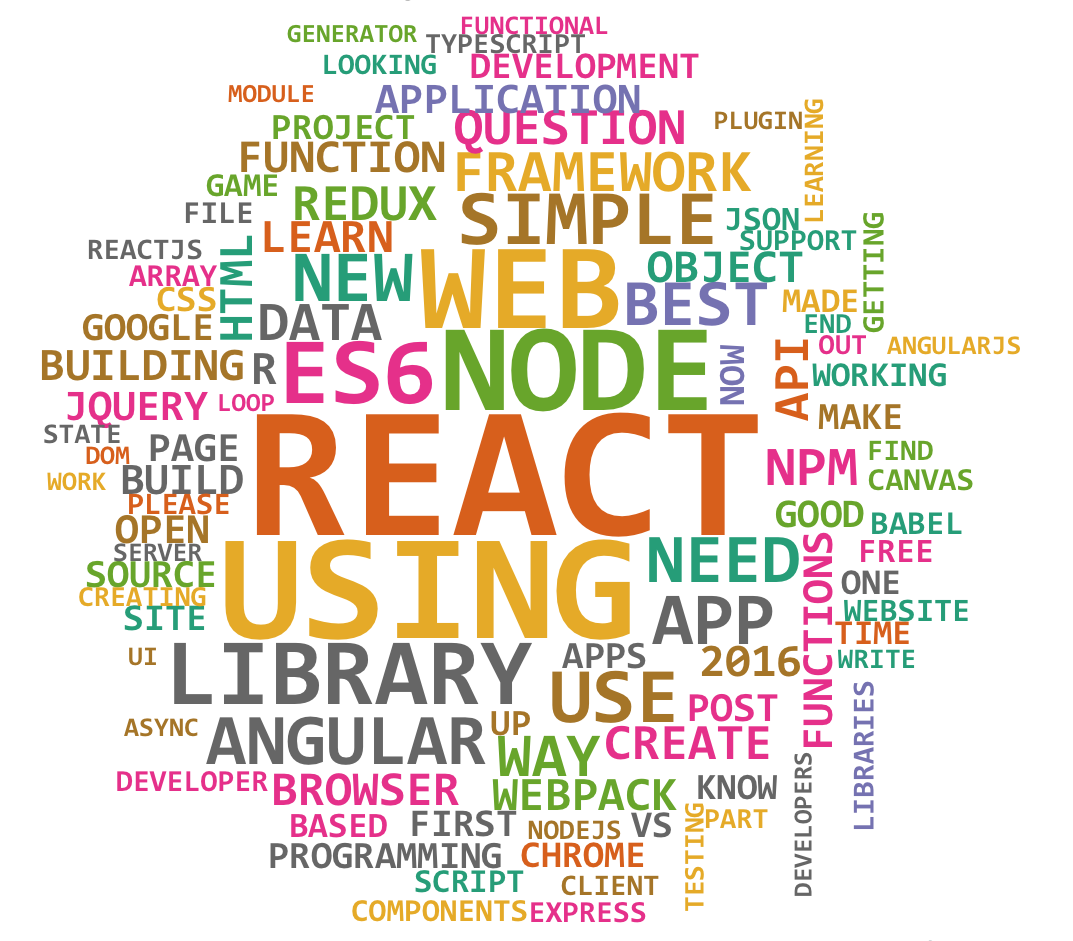 FUNCTIONAL
GENERATOR
TYPESCRIPT
LOOKING
DEVELOPMENT
MODULE
APPLICATION
PLUGIN
PROJECT
QUESTION
LEARNING
FUNCTION
FRAMEWORK
GAME
REDUX
SIMPLE
FILE
JSON
SUPPORT
GETTING
REACTJS
LEARN
ARRAY
HTML
NEW
WEB
OBJECT
CSS
BEST
MADE
GOOGLE
DATA
END
OUT
ANGULARJS
BUILDING
R
ES6
NODE
NOW
API
WORKING
JQUERY
LOOP
MAKE
STATE
PAGE
REACT
DOM
NPM
FIND
WORK
BUILD
CANVAS
PLEASE
OPEN
GOOD
BABEL
SERVER
FREE
SOURCE
USING
NEED
ONE
CREATING
SITE
APP
FUNCTIONS
WEBSITE
TIME
UI
LIBRARY
APPS
2016
WRITE
USE
POST
LIBRARIES
ASYNC
ANGULAR
UP
WAY
CREATE
DEVELOPER
BROWSER
WEBPACK
KNOW
DEVELOPERS
BASED
FIRST
NODEJS
VS
TESTING
PART
PROGRAMMING
CHROME
SCRIPT
CLIENT
COMPONENTS
EXPRESS